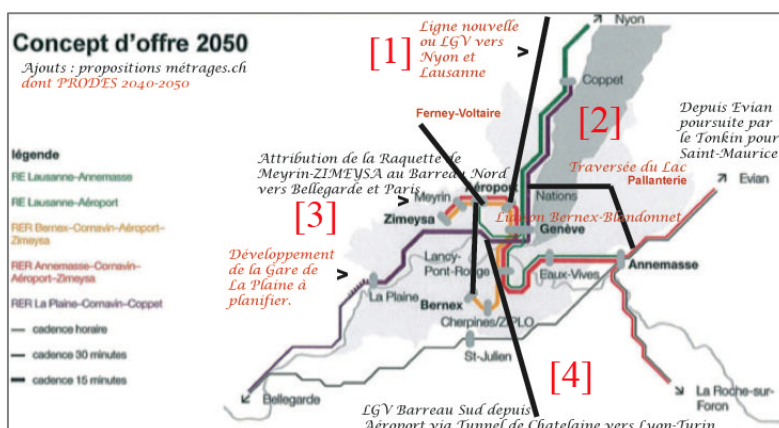 Concept d'offre 2050
Ajouts : propositions métrages.ch
dont PRODES 2040-2050
[1]
Ligne nouvelle
ou LGV vers
Nyon et
Lausanne
Nyon
Coppet
Ferney-Voltaire
[2]
Depuis Evian
poursuite par
le Tonkin pour
Saint-Maurice
légende
RE Lausanne–Annemasse
RE Lausanne–Aéroport
RER Bernex–Cornavin–Aéroport–
Zimeysa
RER Annemasse–Cornavin–
Aéroport–Zimeysa
RER La Plaine–Cornavin–Coppet
cadence horaire
cadence 30 minutes
cadence 15 minutes
Attribution de la Raquette de
Meyrin-ZIMEYSA au Barreau Nord
vers Bellegarde et Paris
Traversée du Lac
Pallanterie
Evian
Meyrin
Aéroport
Nations
Zimeysa
[3]
Liaison Bernex-Blandonnet
Genève
Développement
de la Gare de
La Plaine à
planifier.
Lancy-
Pont-Rouge
Eaux-Vives
Annemasse
La Plaine
Bernex
Cherpines/ZIPLO
St-Julien
[4]
Bellegarde
La Roche-sur-
Foron
LGV Barreau Sud depuis
Aéroport via Tunnel de Chatelaine vers Lyon-Turin